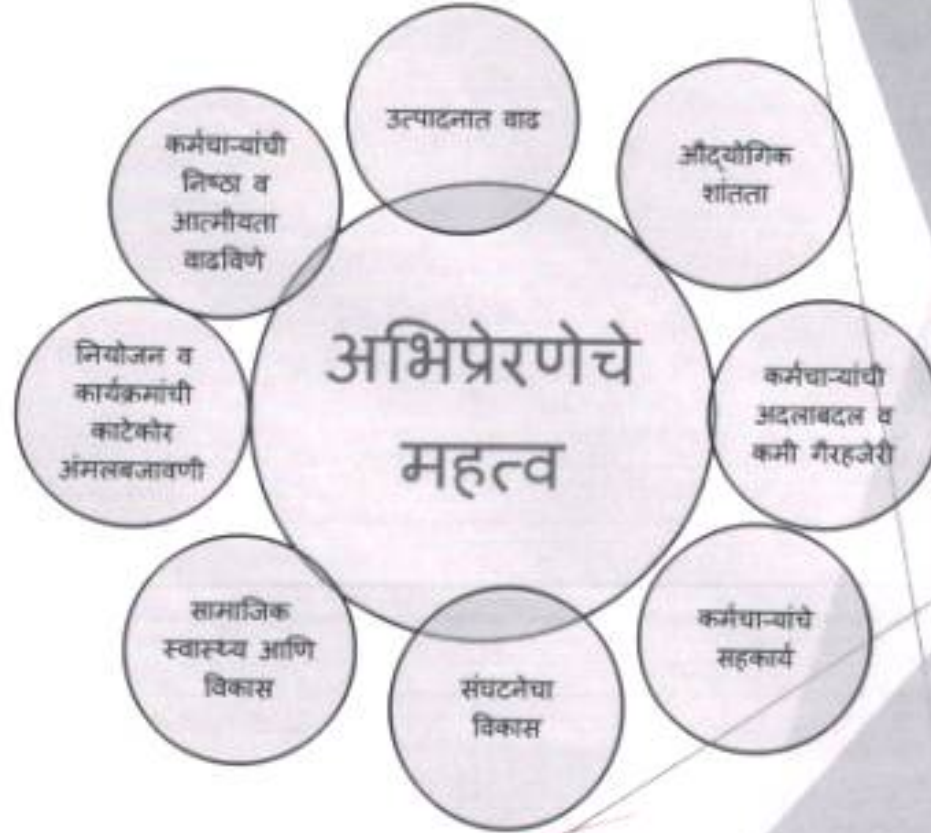 उत्पादनात वाढ
औद्योगिक
शांतता
कर्मचाऱ्यांची
अदलाबदल व
कमी गैरहजेरी
कर्मचाऱ्यांचे
सहकार्य
संघटनेचा
विकास
सामाजिक
स्वास्थ्य आणि
विकास
नियोजन व
कार्यक्रमांची
काटेकोर
अंमलबजावणी
कर्मचाऱ्यांची
निष्ठा व
आत्मीयता
वाढविणे
अभिप्रेरणेचे
महत्व